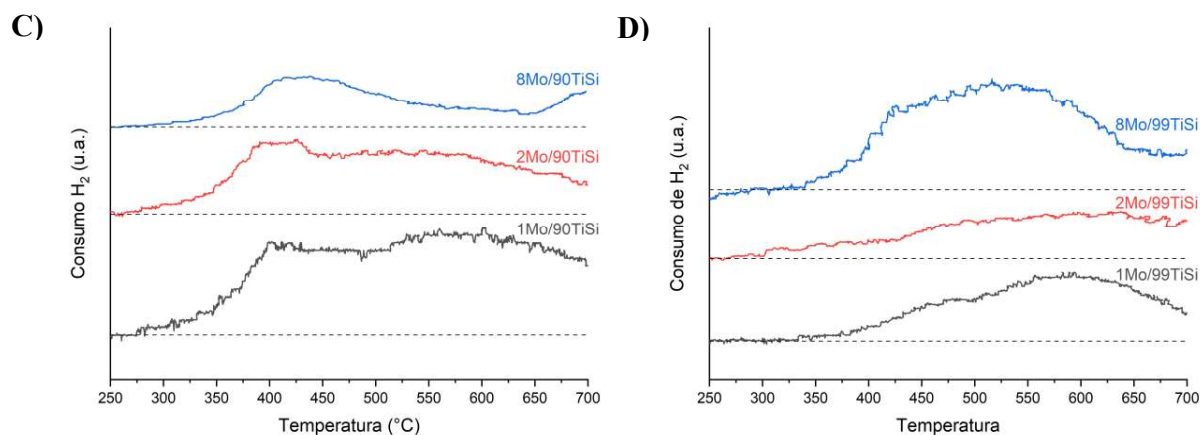 C)
Consumo H₂ (u.a.)
8Mo/90TiSi
2Mo/90TiSi
1Mo/90TiSi
250 300 350 400 450 500 550 600 650 700
Temperatura (°C)
D)
Consumo de H₂ (u.a.)
8Mo/99TiSi
2Mo/99TiSi
1Mo/99TiSi
250 300 350 400 450 500 550 600 650 700
Temperatura